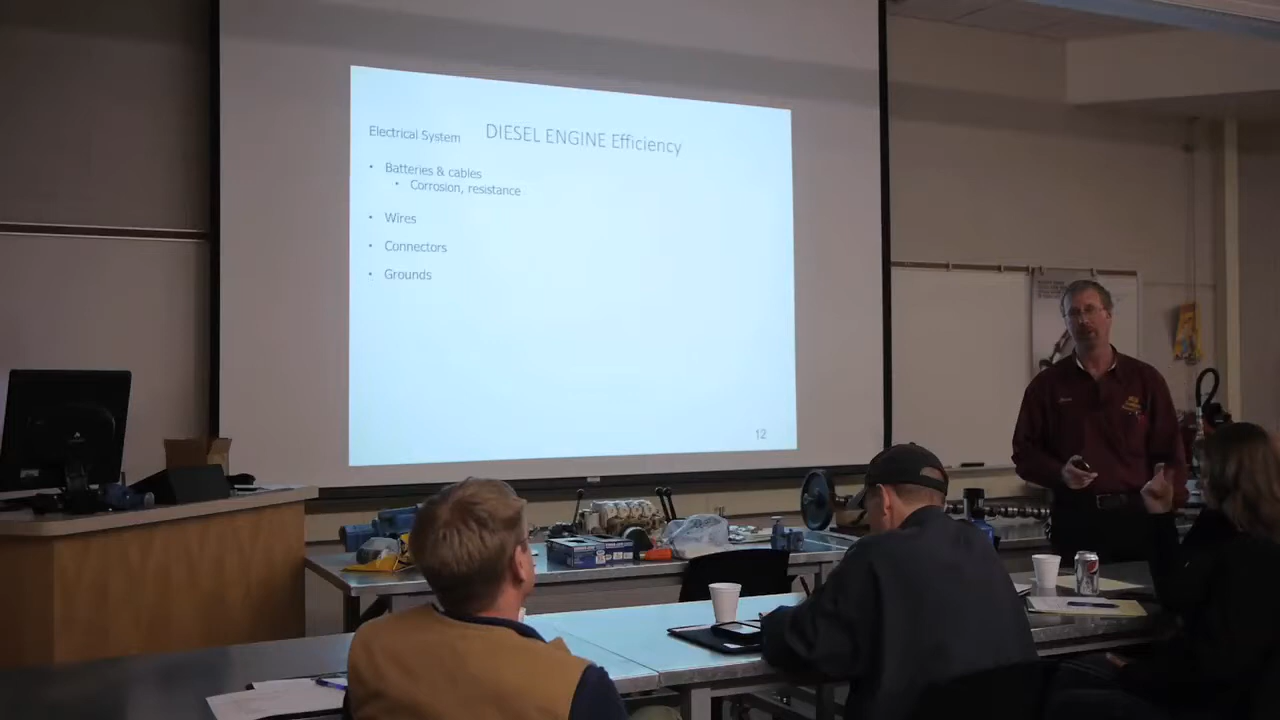 DIESEL ENGINE Efficiency
Electrical System
• Batteries & cables
• Corrosion, resistance
• Wires
• Connectors
• Grounds
12